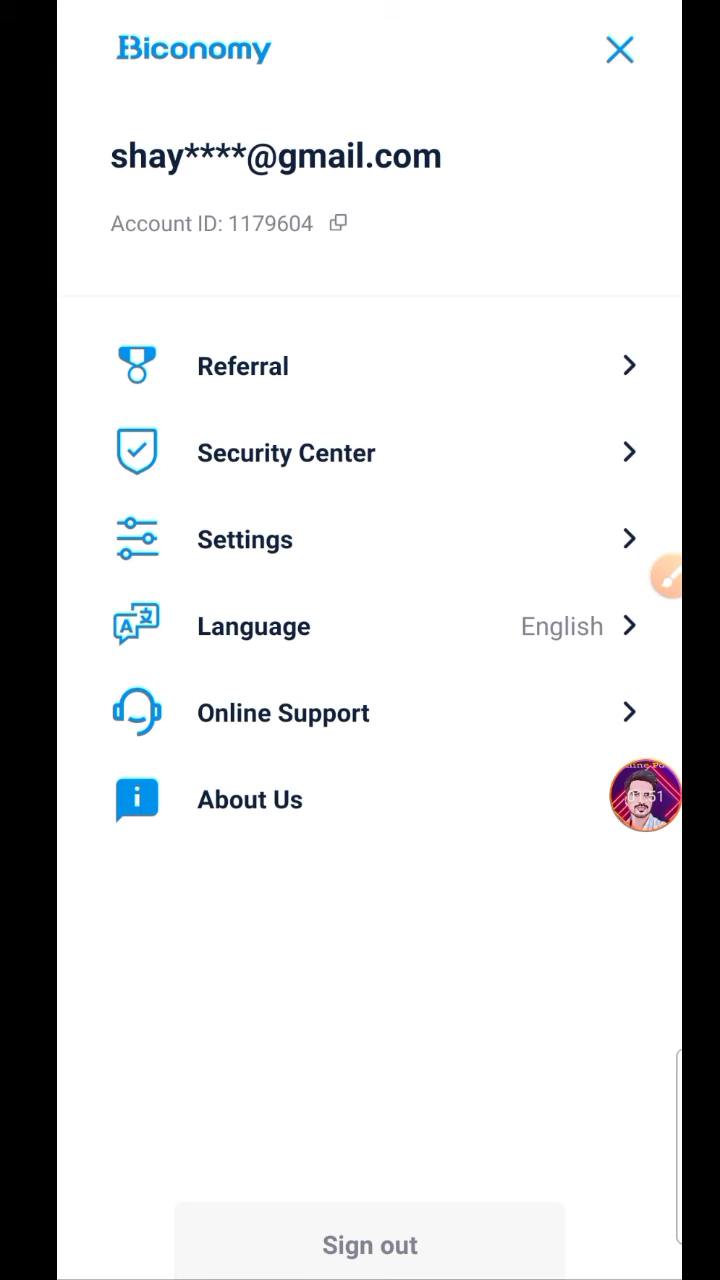 Biconomy
shay****@gmail.com
Account ID: 1179604
Referral
Security Center
Settings
Language English
Online Support
About Us
Sign out